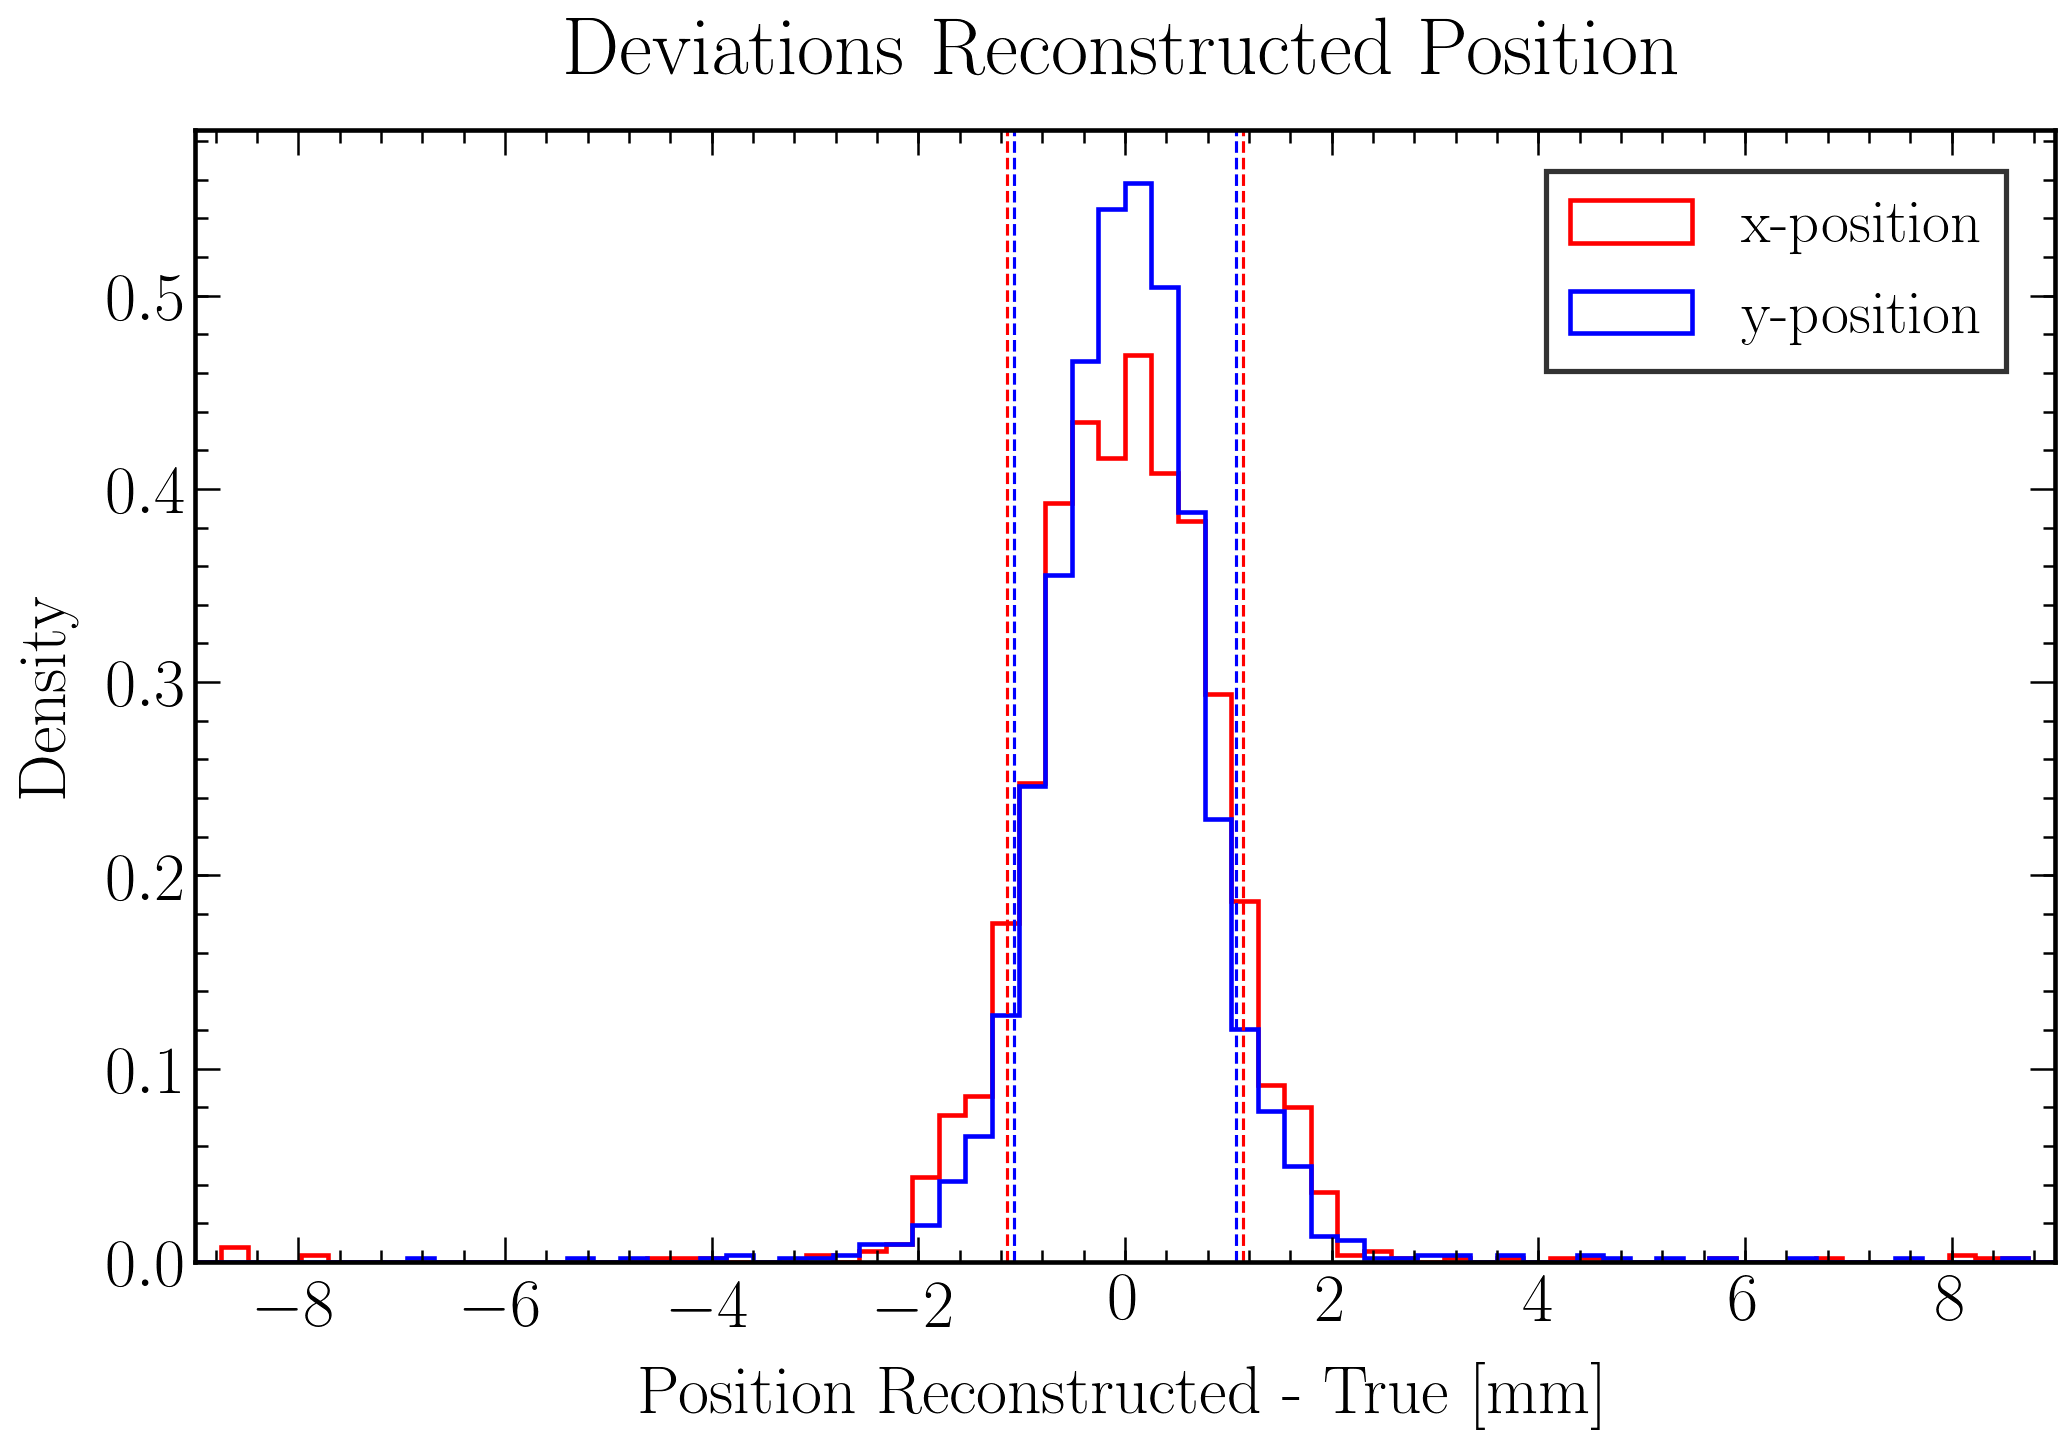 Deviations Reconstructed Position
x-position
y-position
Density
0.5
0.4
0.3
0.2
0.1
0.0
−8 −6 −4 −2 0 2 4 6 8
Position Reconstructed - True [mm]